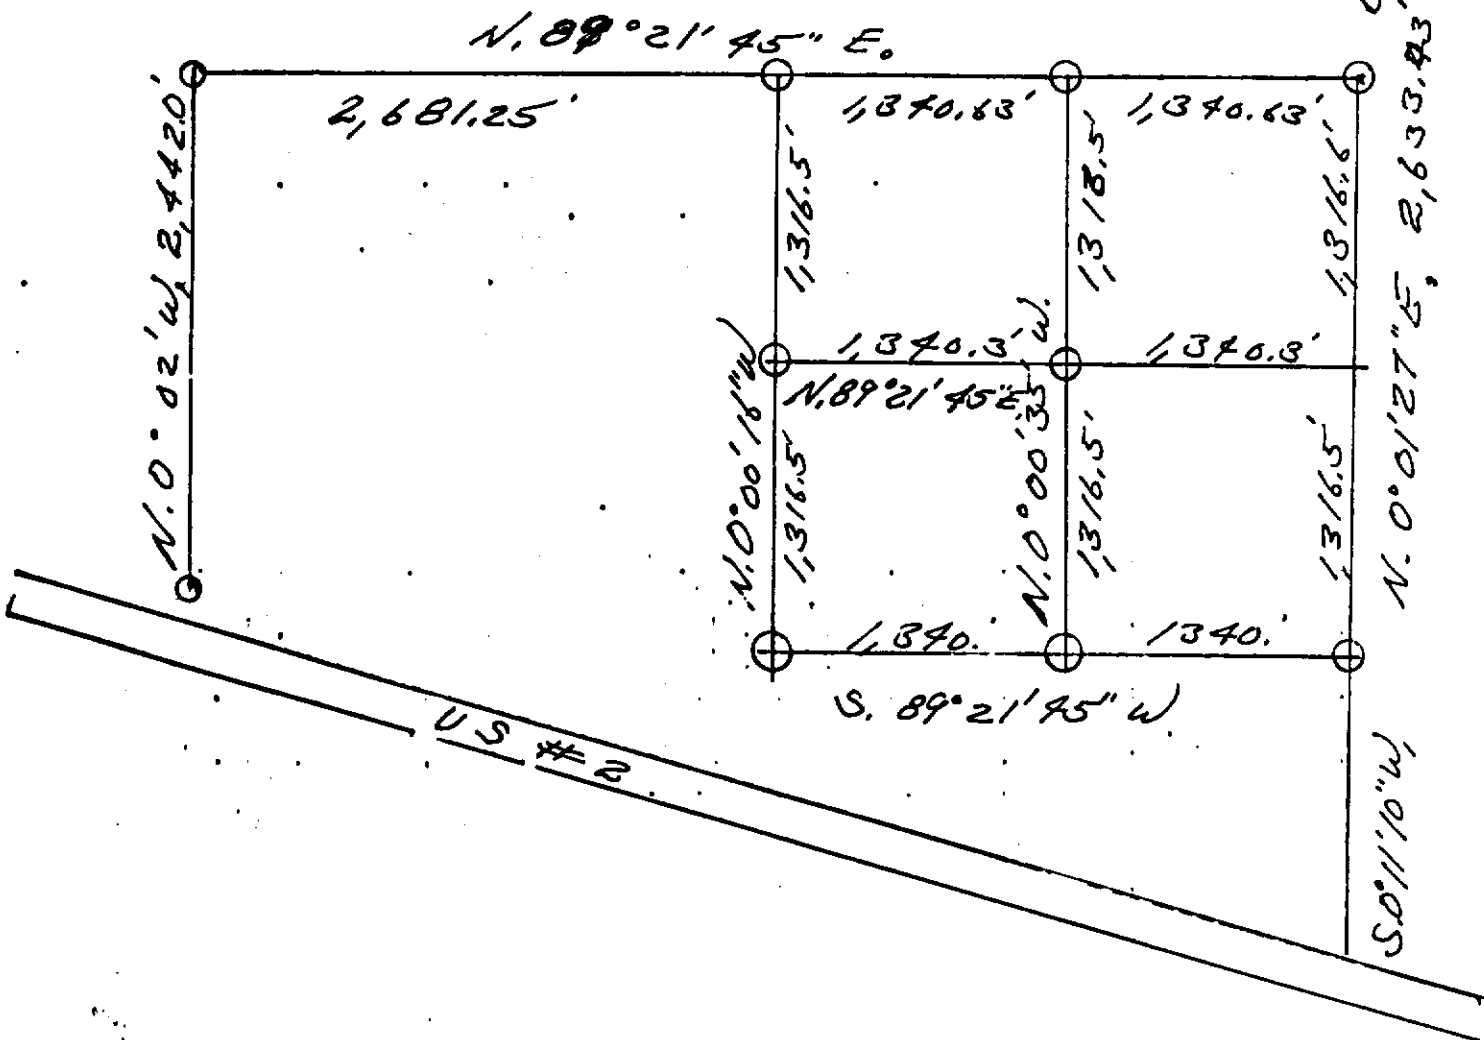 N. 89°21'45" E.
2,681.25'
1,340.63'
1,340.63'
N. 0° 02' W, 2,442.0'
1,316.5'
1,318.5'
1,316.6'
N. 0°01'27" E, 2,633.43'
1,340.3'
1,340.3'
N. 89°21'45" E
N. 0°00'16" W
N. 0°00'35" W.
1,316.5'
1,316.5'
1,316.5'
1,340.'
1340.'
S. 89°21'45" W
US #2
S.0°11'10" W,